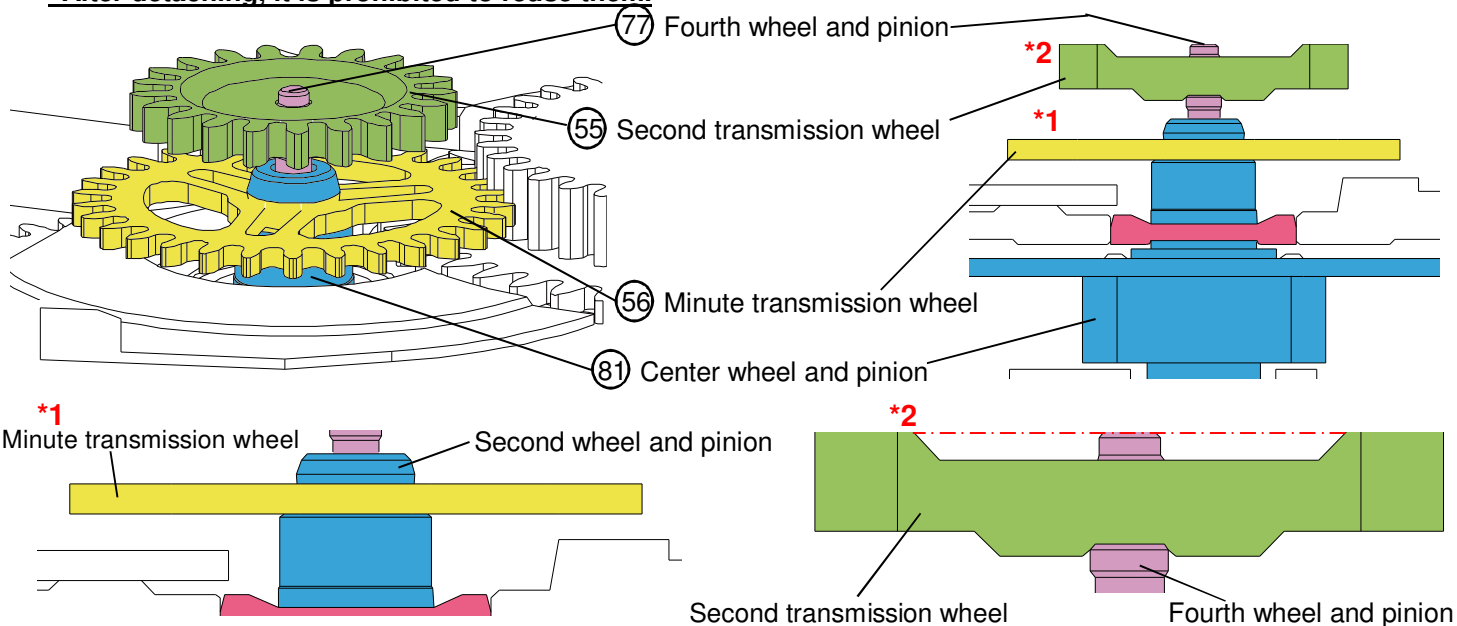 After detaching, it is prohibited to reuse them.
77 Fourth wheel and pinion
*2
*1
55 Second transmission wheel
56 Minute transmission wheel
81 Center wheel and pinion
*1
Minute transmission wheel
Second wheel and pinion
*2
Second transmission wheel
Fourth wheel and pinion